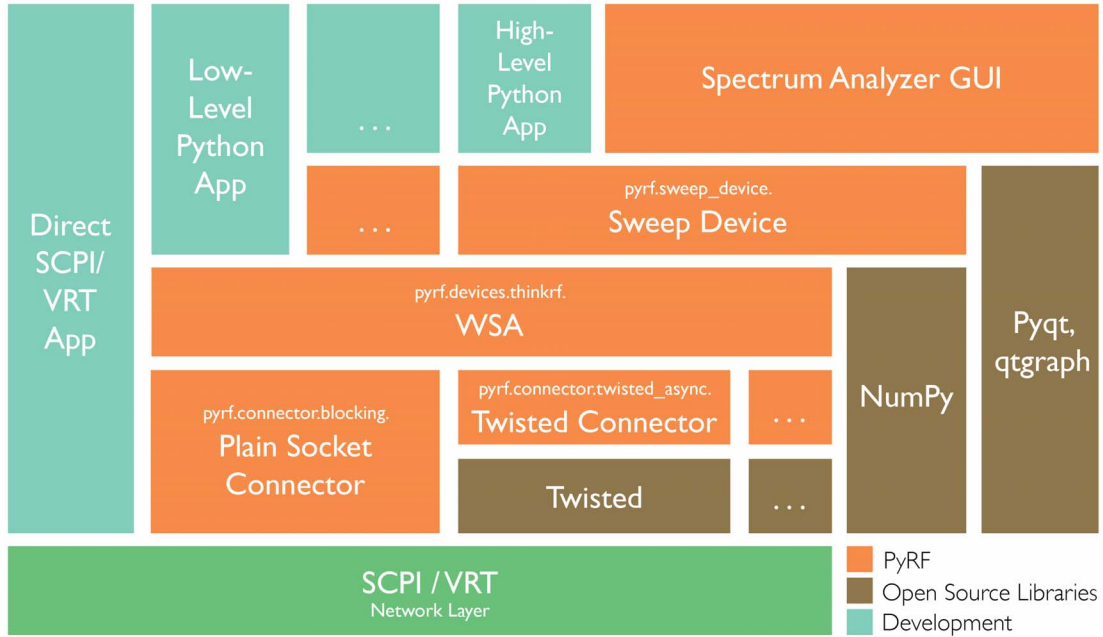 Direct
SCPI/
VRT
App
Low-
Level
Python
App
. . .
High-
Level
Python
App
Spectrum Analyzer GUI
. . .
pyrf.sweep_device.
Sweep Device
pyrf.devices.thinkrf.
WSA
pyrf.connector.blocking.
Plain Socket
Connector
pyrf.connector.twisted_async.
Twisted Connector
. . .
Twisted
. . .
NumPy
Pyqt,
qtgraph
SCPI / VRT
Network Layer
PyRF
Open Source Libraries
Development